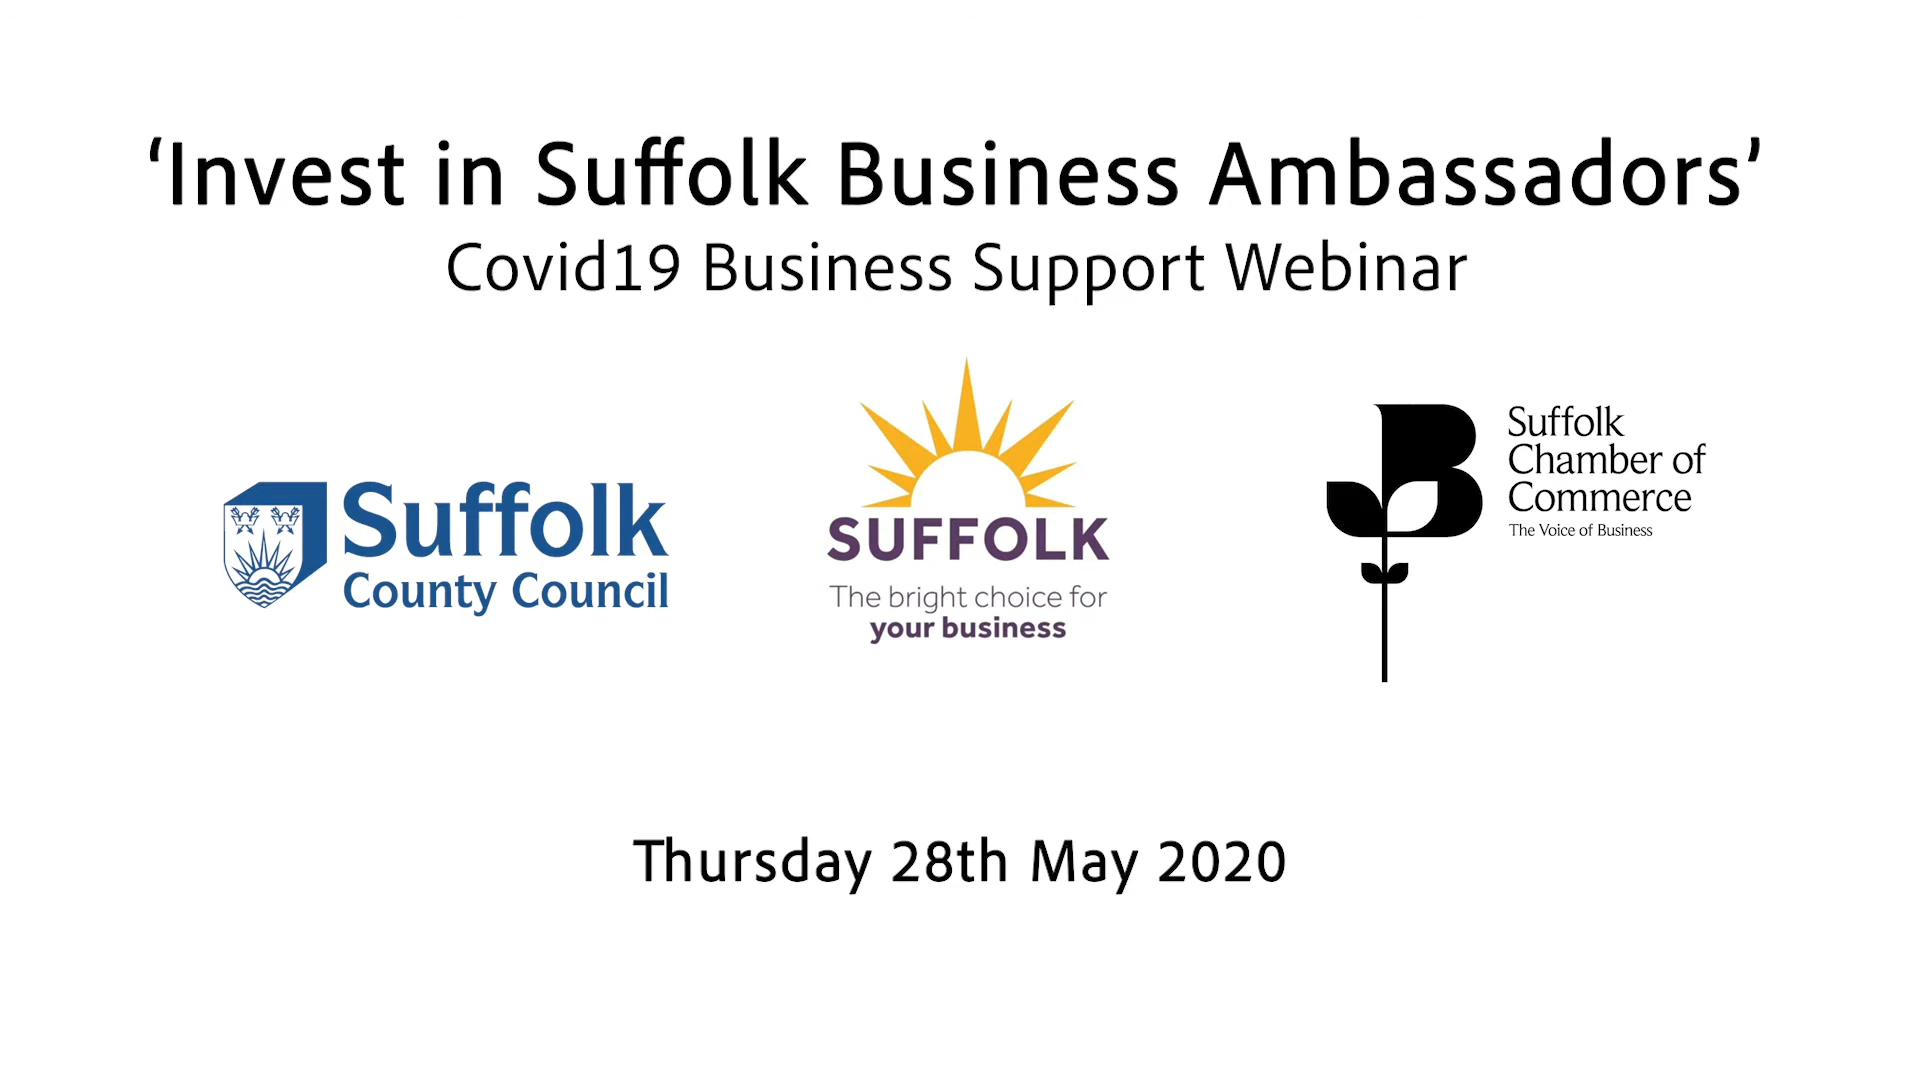 ‘Invest in Suffolk Business Ambassadors’
Covid19 Business Support Webinar
Suffolk
County Council
SUFFOLK
The bright choice for
your business
Suffolk
Chamber of
Commerce
The Voice of Business
Thursday 28th May 2020